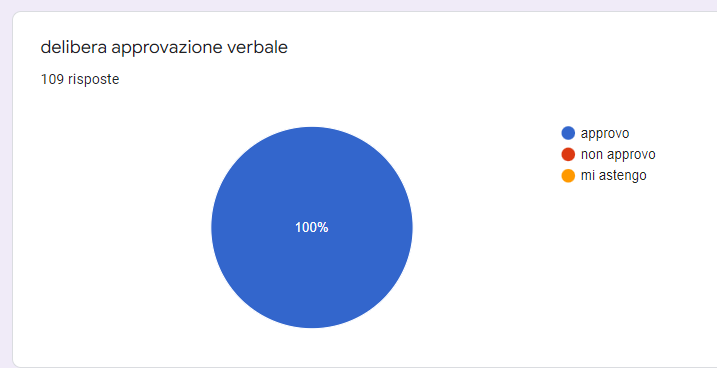 delibera approvazione verbale
109 risposte
100%
approvo
non approvo
mi astengo